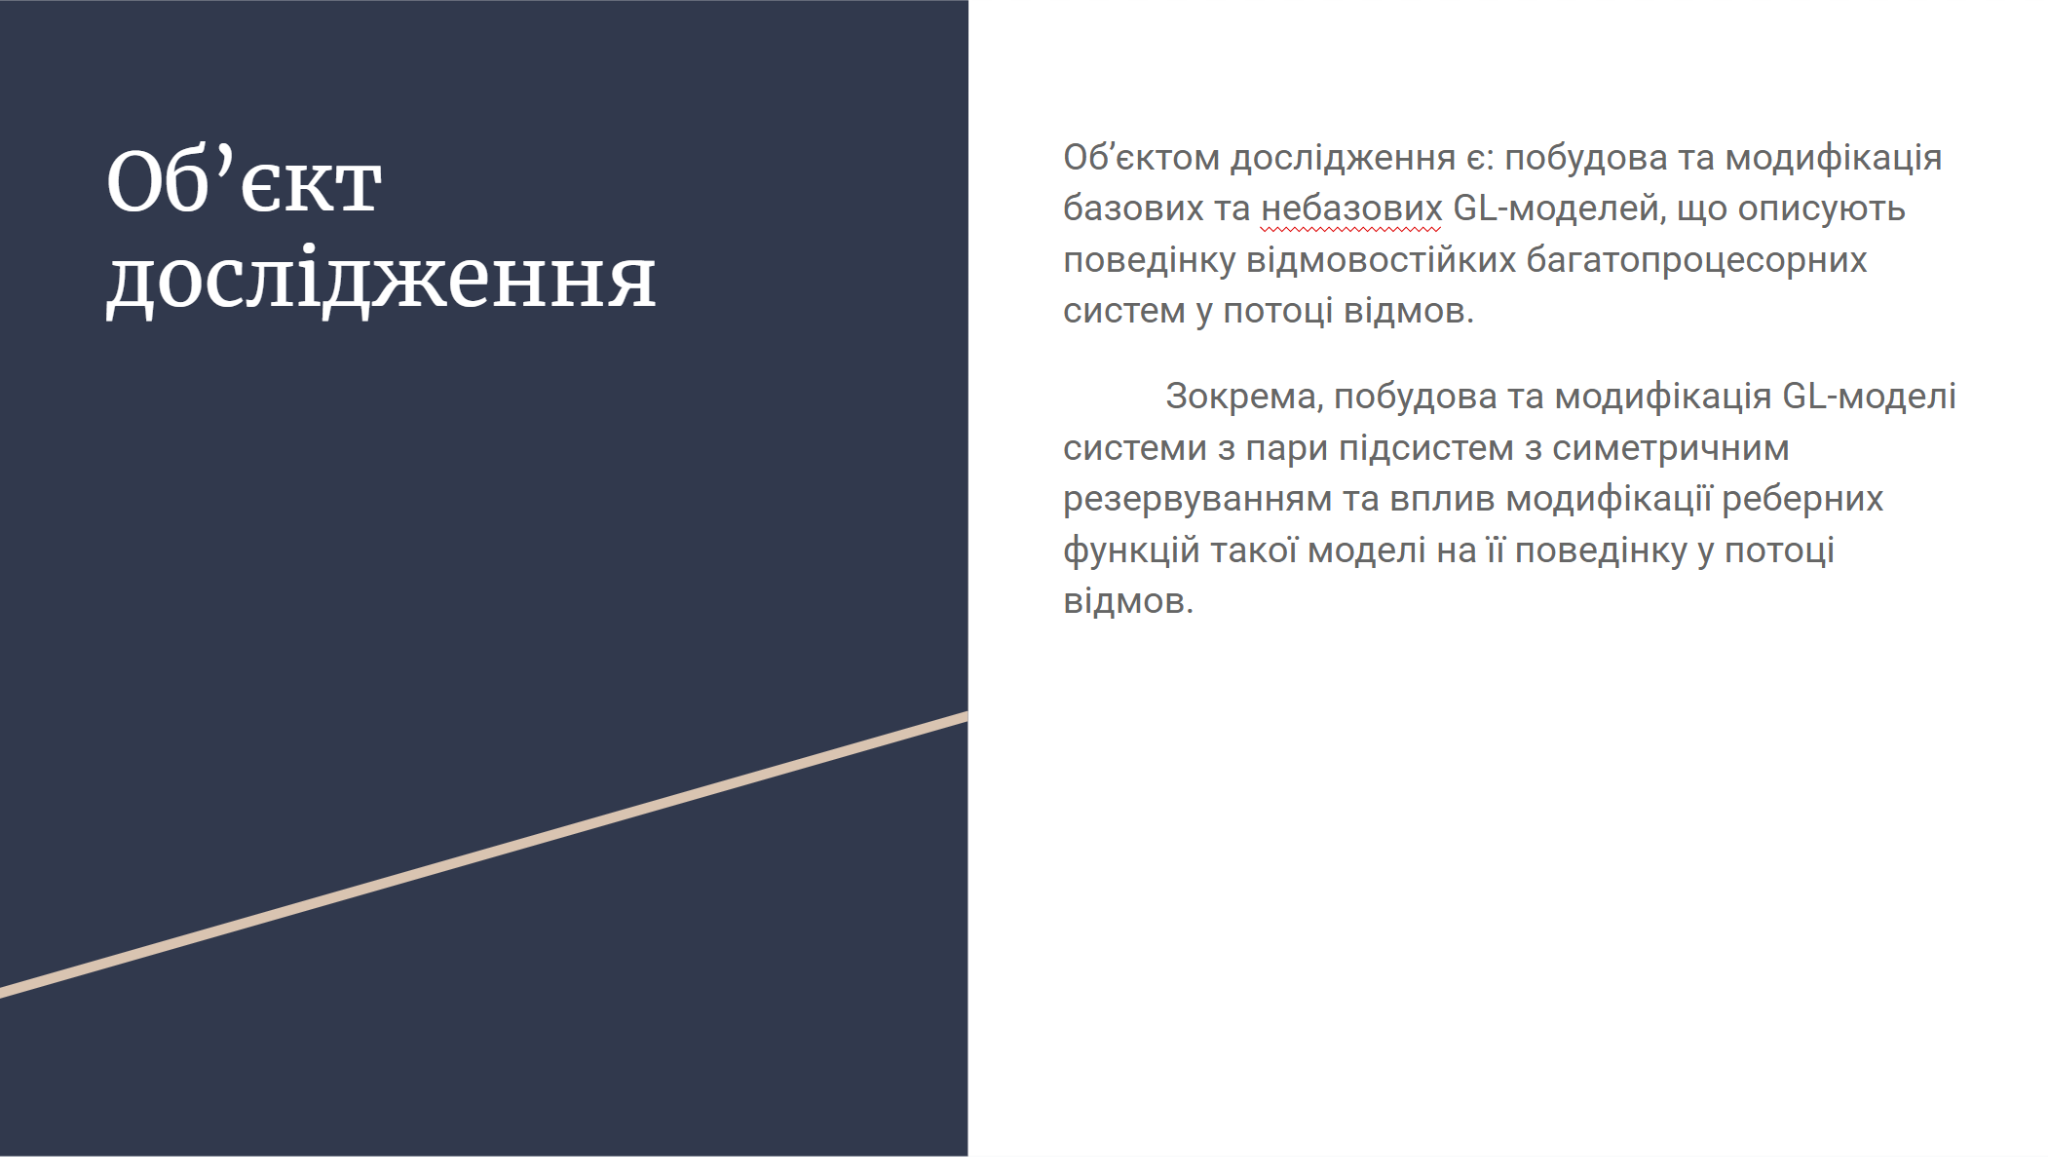 Об’єкт
дослідження
Об’єктом дослідження є: побудова та модифікація
базових та небазових GL-моделей, що описують
поведінку відмовостійких багатопроцесорних
систем у потоці відмов.
Зокрема, побудова та модифікація GL-моделі
системи з пари підсистем з симетричним
резервуванням та вплив модифікації реберних
функцій такої моделі на її поведінку у потоці
відмов.